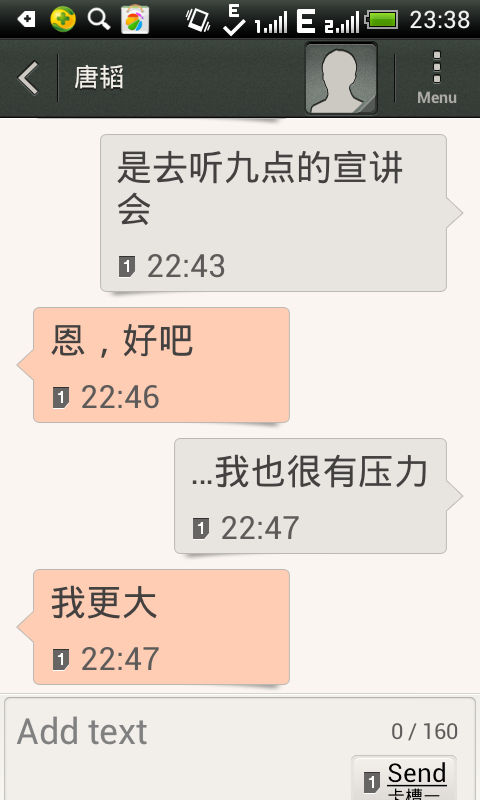 E 1 E 2 23:38
唐韬
Menu
是去听九点的宣讲
会
1 22:43
恩，好吧
1 22:46
...我也很有压力
1 22:47
我更大
1 22:47
Add text
0 / 160
1 Send
卡槽一